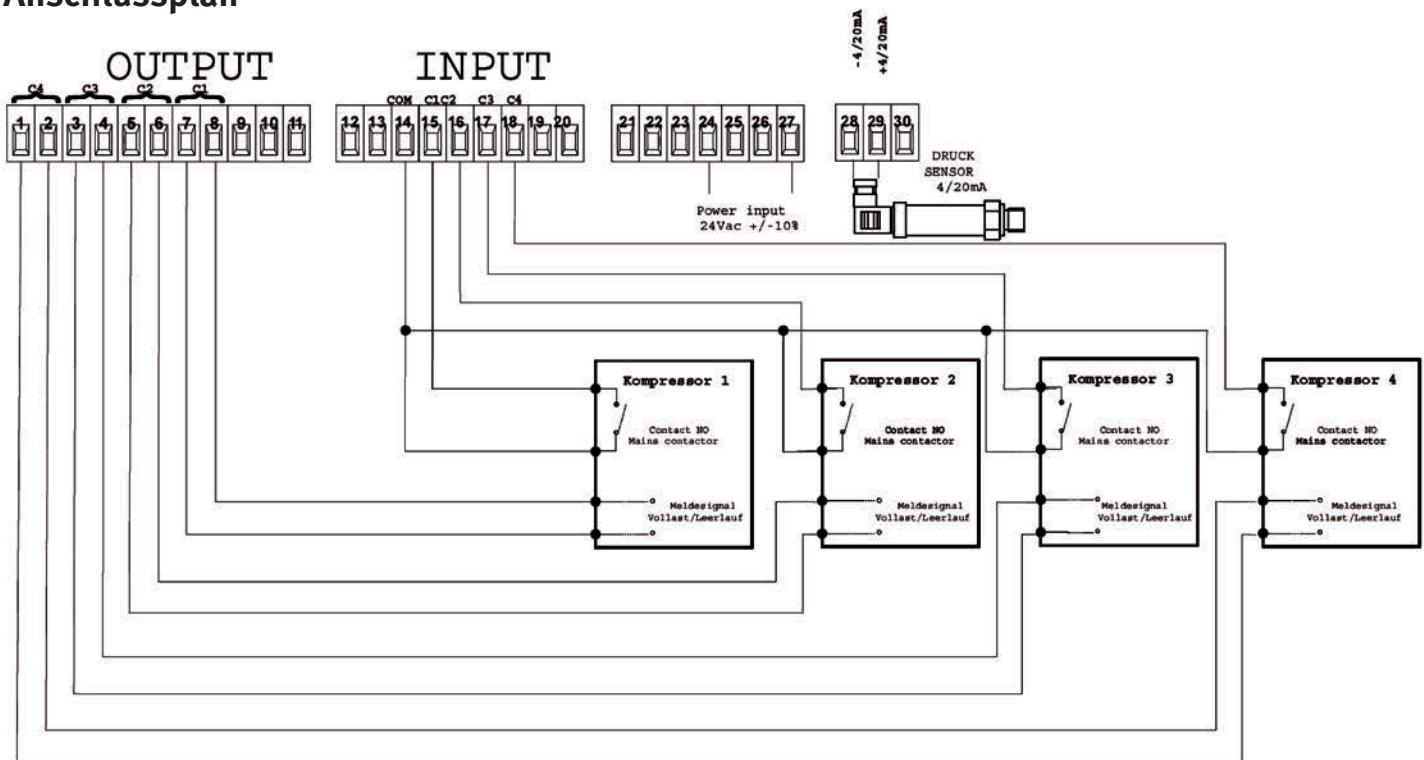 Anschlussplan
-4/20mA
+4/20mA
OUTPUT
INPUT
C4 C3 C2 C1
COM C1C2 C3 C4
1 2 3 4 5 6 7 8 9 10 11
12 13 14 15 16 17 18 19 20
21 22 23 24 25 26 27
28 29 30
DRUCK
SENSOR
4/20mA
Power input
24Vac +/-10%
Kompressor 1
Contact NO
Mains contactor
Meldesignal
Vollast/Leerlauf
Kompressor 2
Contact NO
Mains contactor
Meldesignal
Vollast/Leerlauf
Kompressor 3
Contact NO
Mains contactor
Meldesignal
Vollast/Leerlauf
Kompressor 4
Contact NO
Mains contactor
Meldesignal
Vollast/Leerlauf